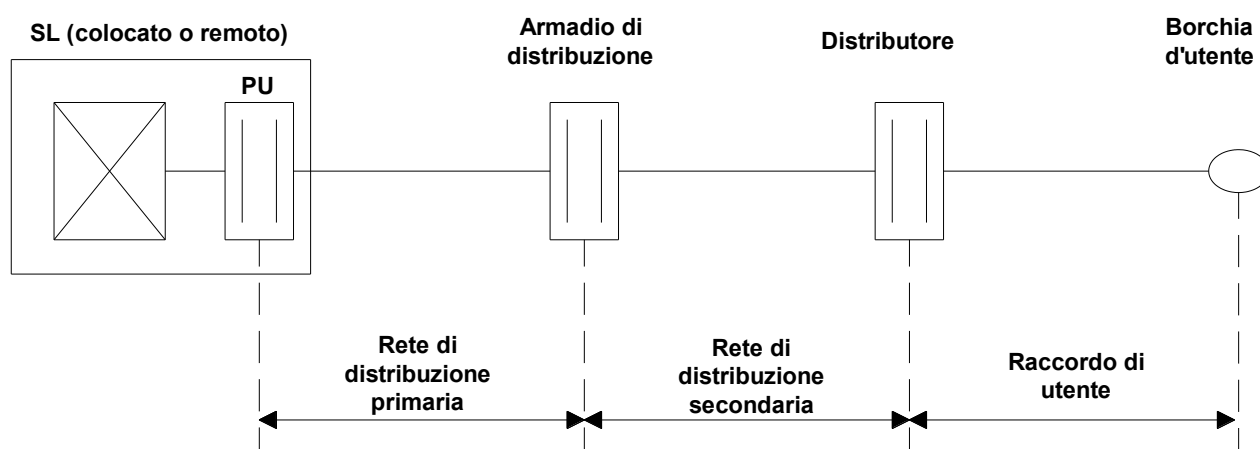 SL (colocato o remoto)
PU
Armadio di
distribuzione
Distributore
Borchia
d'utente
Rete di
distribuzione
primaria
Rete di
distribuzione
secondaria
Raccordo di
utente